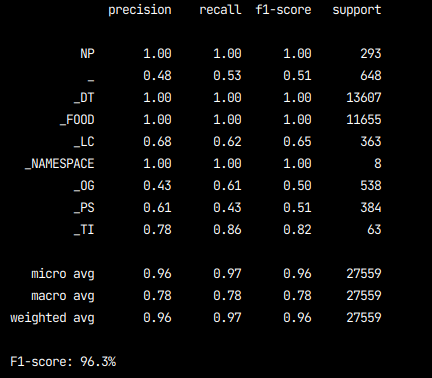 precision recall f1-score support
NP 1.00 1.00 1.00 293
_ 0.48 0.53 0.51 648
_DT 1.00 1.00 1.00 13607
_FOOD 1.00 1.00 1.00 11655
_LC 0.68 0.62 0.65 363
_NAMESPACE 1.00 1.00 1.00 8
_OG 0.43 0.61 0.50 538
_PS 0.61 0.43 0.51 384
_TI 0.78 0.86 0.82 63
micro avg 0.96 0.97 0.96 27559
macro avg 0.78 0.78 0.78 27559
weighted avg 0.96 0.97 0.96 27559
F1-score: 96.3%